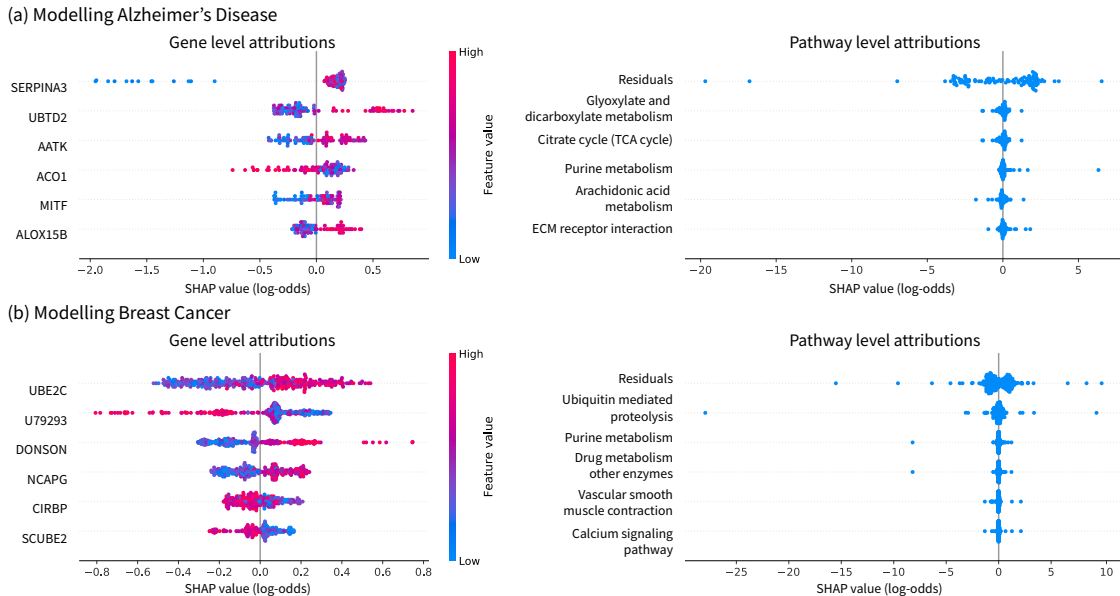 (a) Modelling Alzheimer's Disease
Gene level attributions
High
SERPINA3
UBTD2
AATK
ACO1
MITF
ALOX15B
Feature value
Low
−2.0 −1.5 −1.0 −0.5 0.0 0.5
SHAP value (log-odds)
Pathway level attributions
Residuals
Glyoxylate and
dicarboxylate metabolism
Citrate cycle (TCA cycle)
Purine metabolism
Arachidonic acid
metabolism
ECM receptor interaction
−20 −15 −10 −5 0 5
SHAP value (log-odds)
(b) Modelling Breast Cancer
Gene level attributions
High
UBE2C
U79293
DONSON
NCAPG
CIRBP
SCUBE2
Feature value
Low
−0.8 −0.6 −0.4 −0.2 0.0 0.2 0.4 0.6 0.8
SHAP value (log-odds)
Pathway level attributions
Residuals
Ubiquitin mediated
proteolysis
Purine metabolism
Drug metabolism
other enzymes
Vascular smooth
muscle contraction
Calcium signaling
pathway
−25 −20 −15 −10 −5 0 5 10
SHAP value (log-odds)